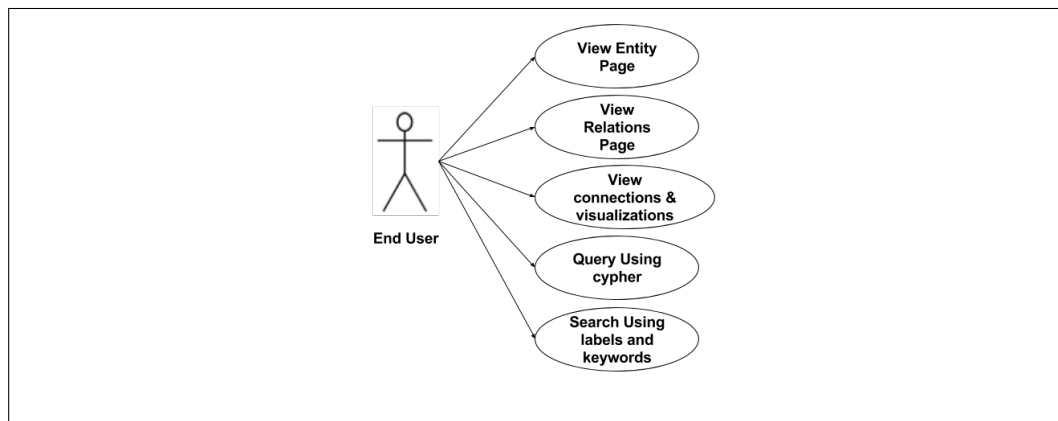 View Entity
Page
View
Relations
Page
View
connections &
visualizations
End User
Query Using
cypher
Search Using
labels and
keywords